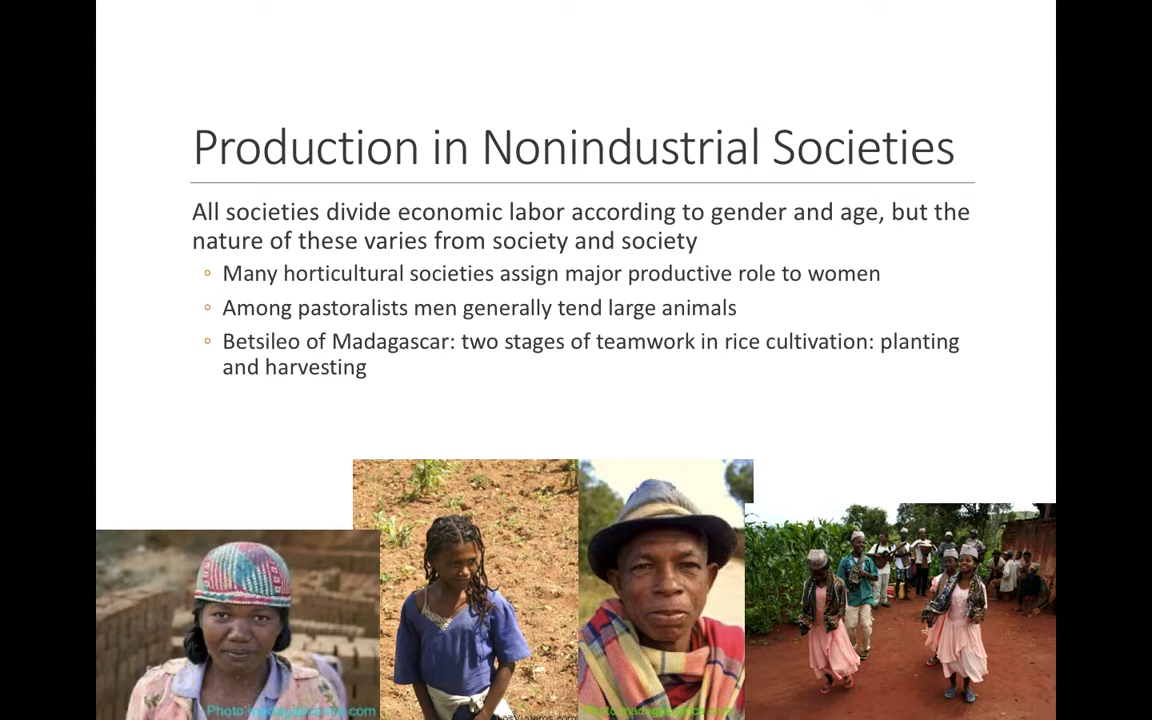 Production in Nonindustrial Societies
All societies divide economic labor according to gender and age, but the
nature of these varies from society and society
◦ Many horticultural societies assign major productive role to women
◦ Among pastoralists men generally tend large animals
◦ Betsileo of Madagascar: two stages of teamwork in rice cultivation: planting
and harvesting
Photo: